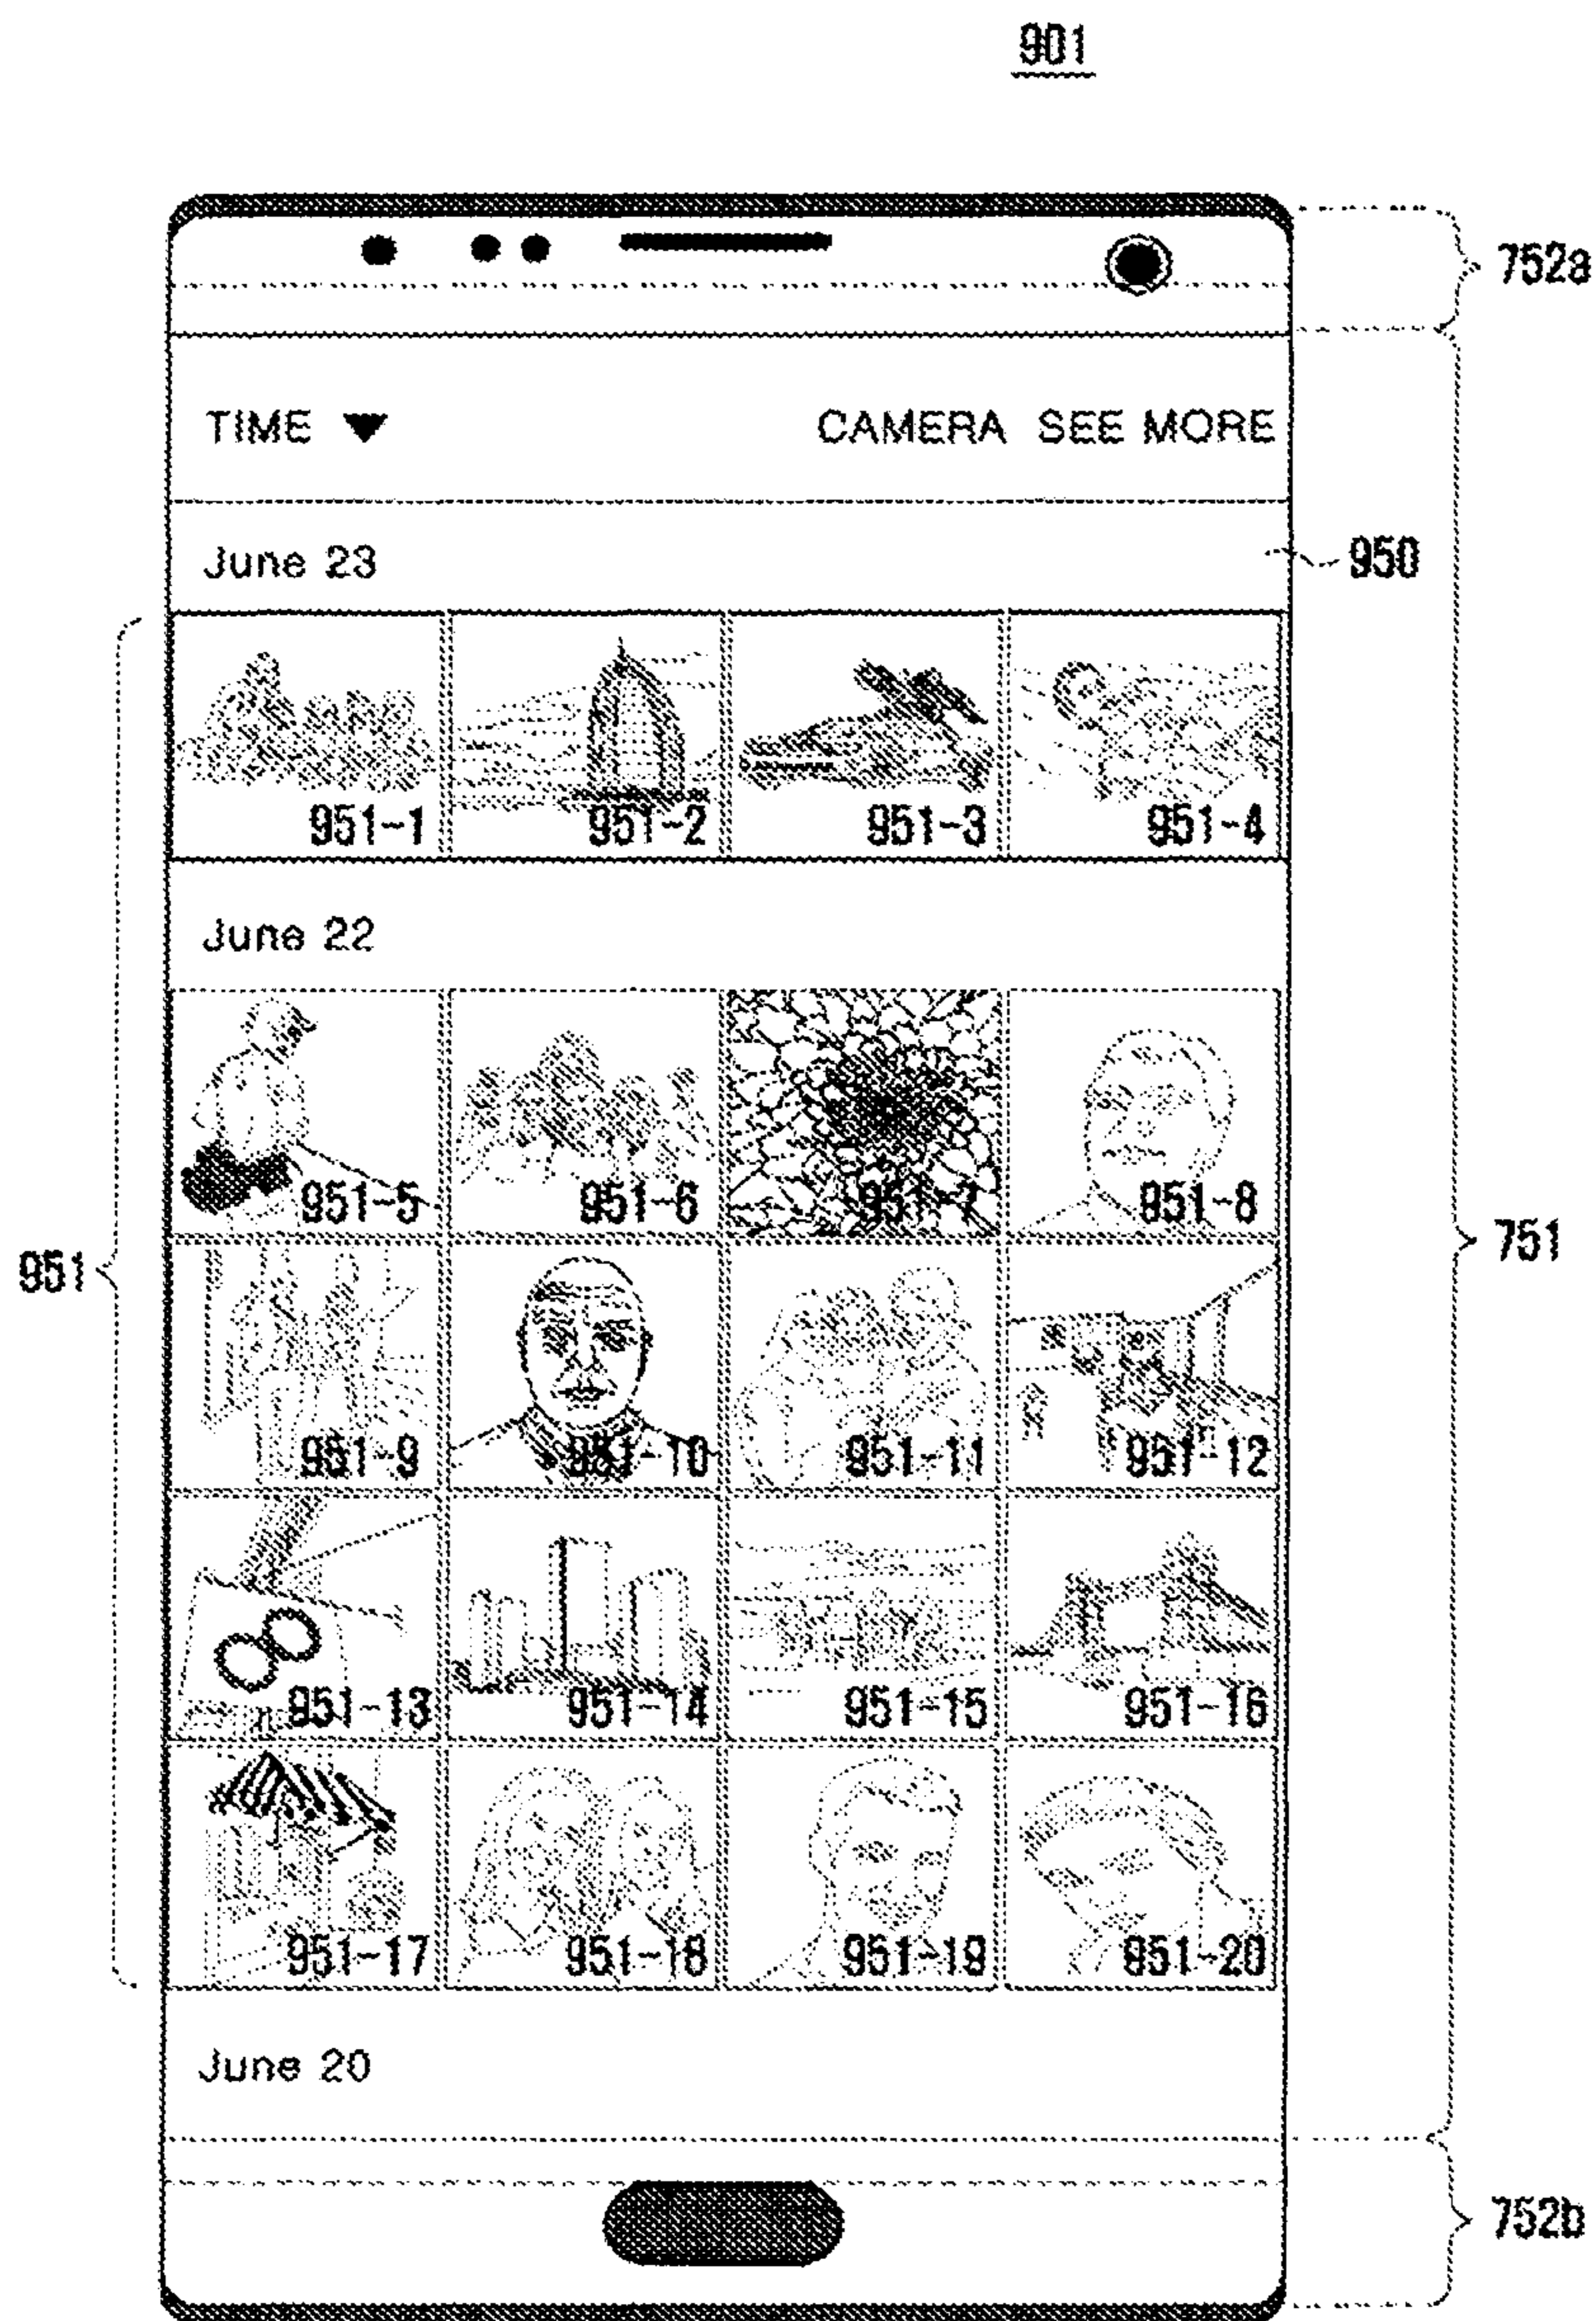 901
752a
TIME ▼ CAMERA SEE MORE
June 23
950
951-1 951-2 951-3 951-4
June 22
951-5 951-6 951-7 951-8
951
751
951-9 951-10 951-11 951-12
951-13 951-14 951-15 951-16
951-17 951-18 951-19 951-20
June 20
752b